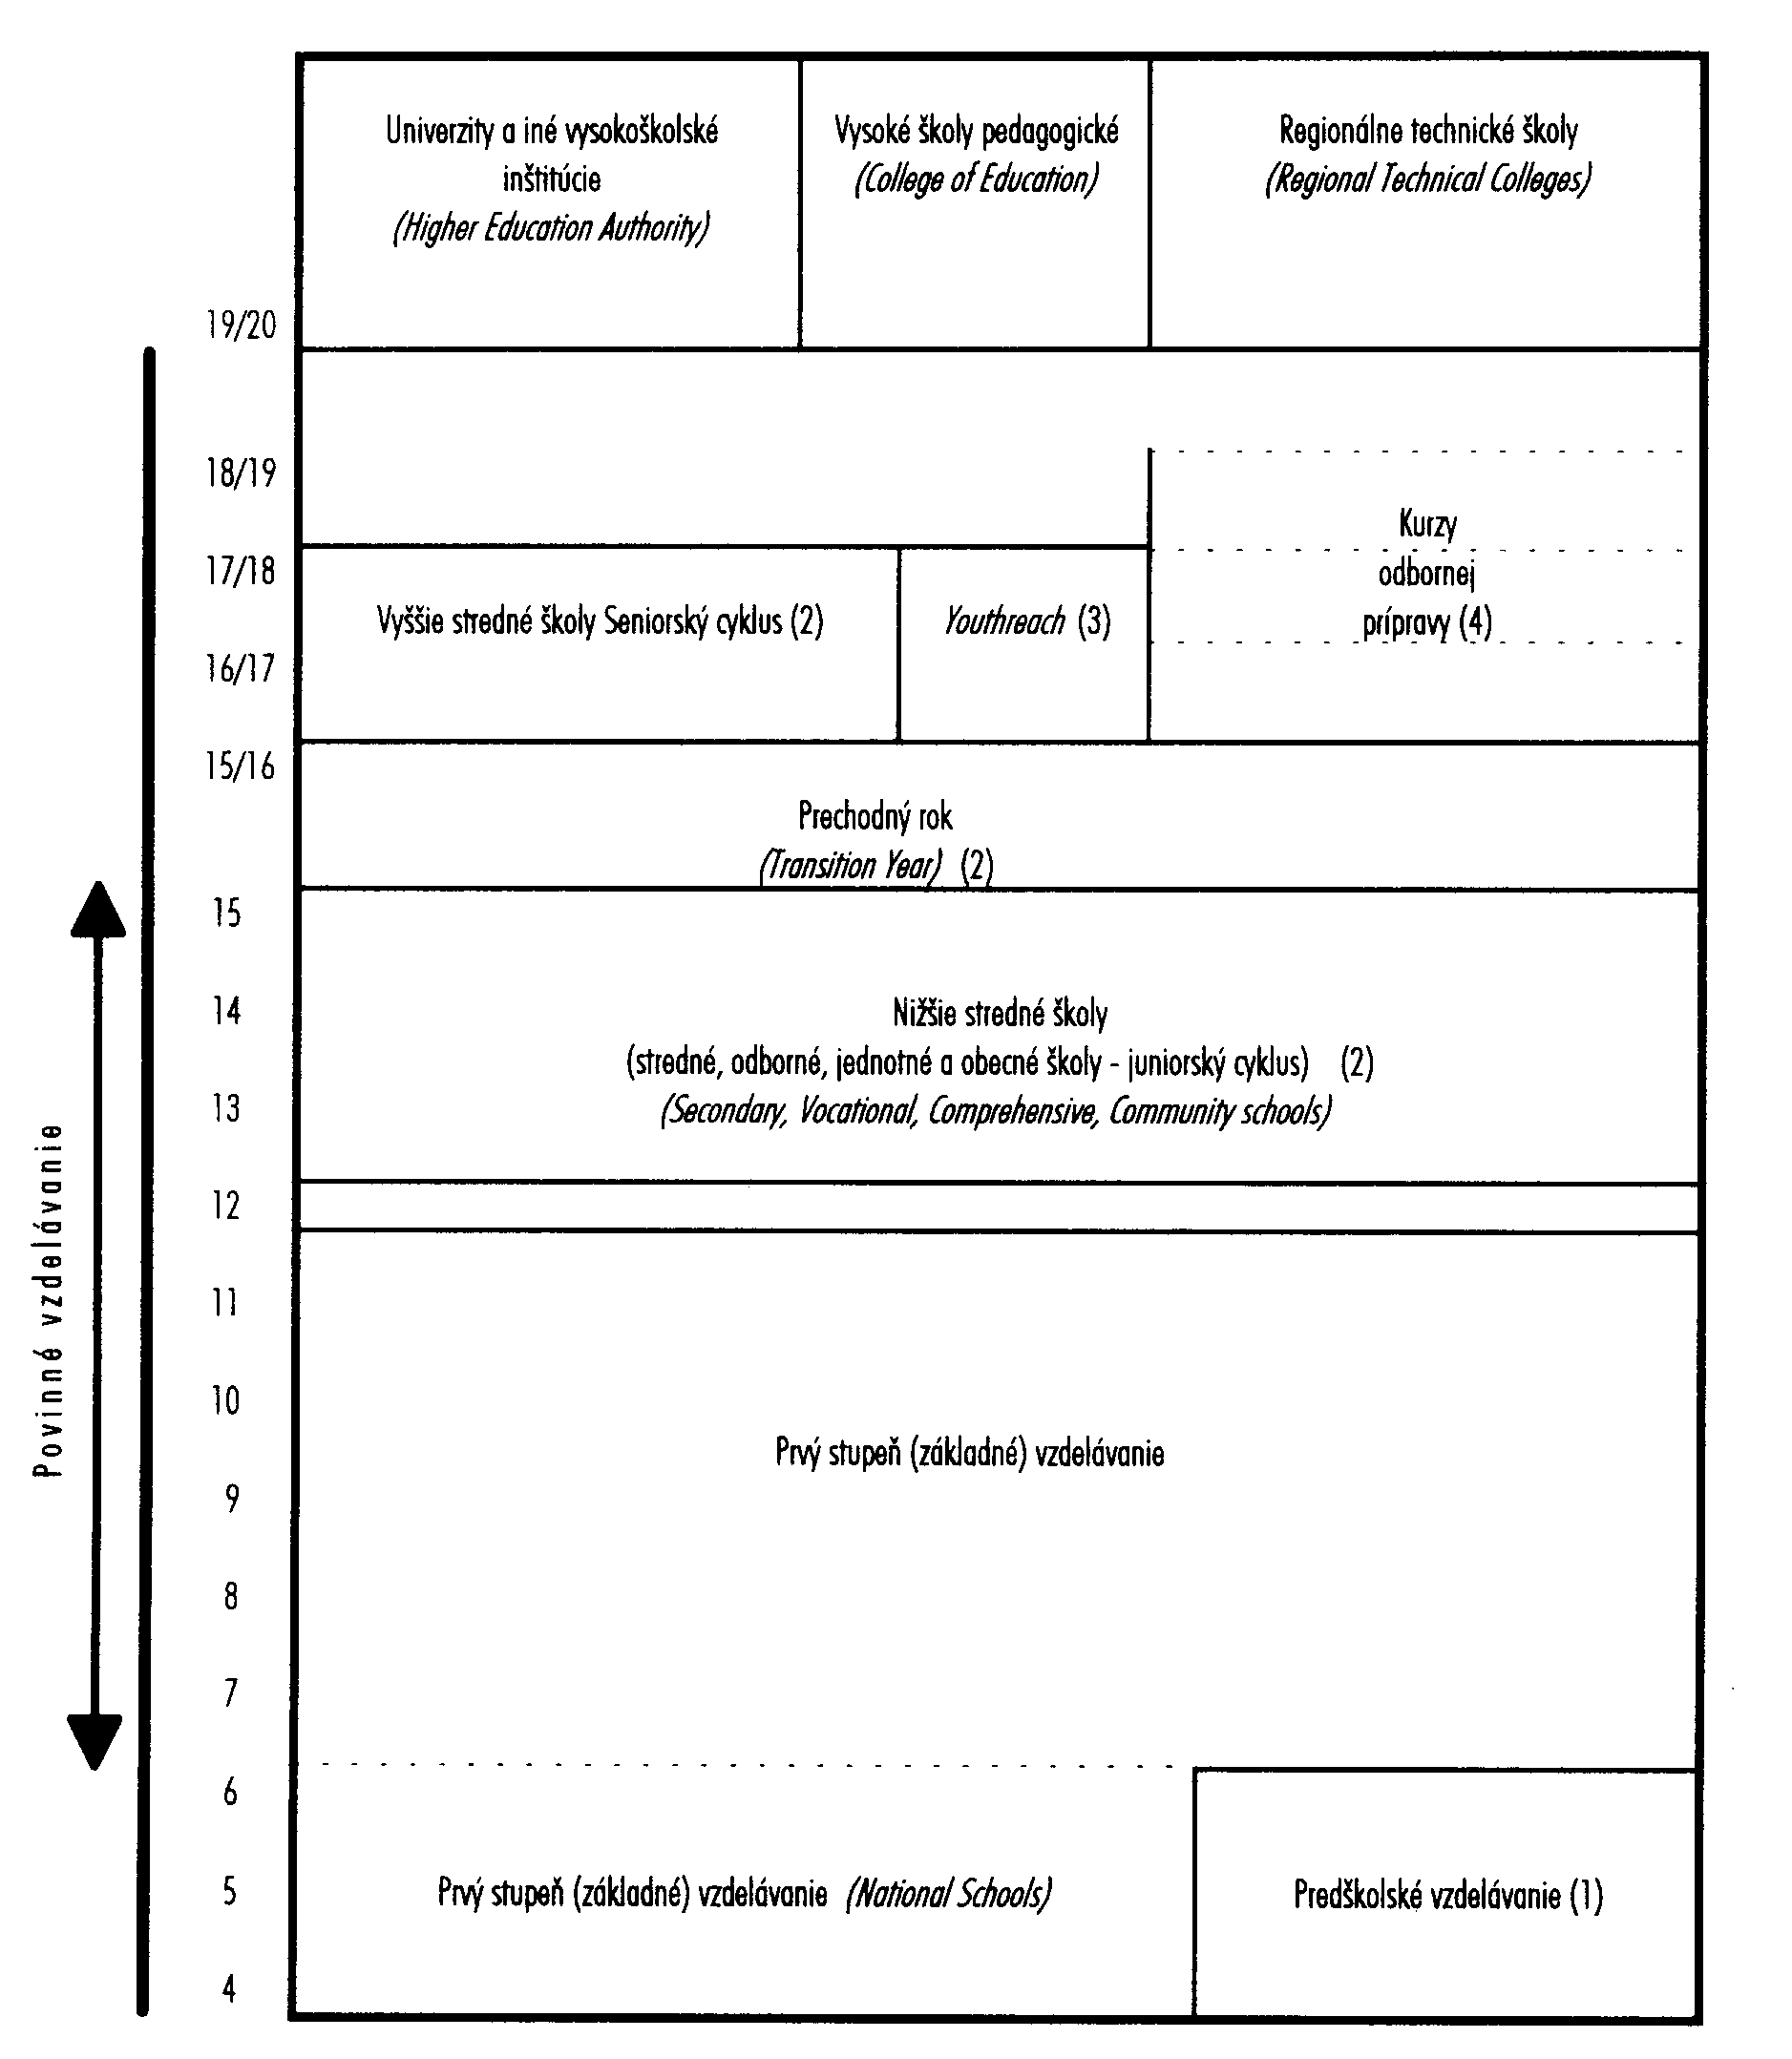 Univerzity a iné vysokoškolské
inštitúcie
(Higher Education Authority)
Vysoké školy pedagogické
(College of Education)
Regionálne technické školy
(Regional Technical Colleges)
19/20
18/19
Kurzy
17/18
odbornej
Vyššie stredné školy Seniorský cyklus (2)
Youthreach (3)
prípravy (4)
16/17
15/16
Prechodný rok
(Transition Year) (2)
15
14
Nižšie stredné školy
(stredné, odborné, jednotné a obecné školy - juniorský cyklus) (2)
13
(Secondary, Vocational, Comprehensive, Community schools)
Povinné vzdelávanie
12
11
10
Prvý stupeň (základné) vzdelávanie
9
8
7
6
5
Prvý stupeň (základné) vzdelávanie (National Schools)
Predškolské vzdelávanie (1)
4